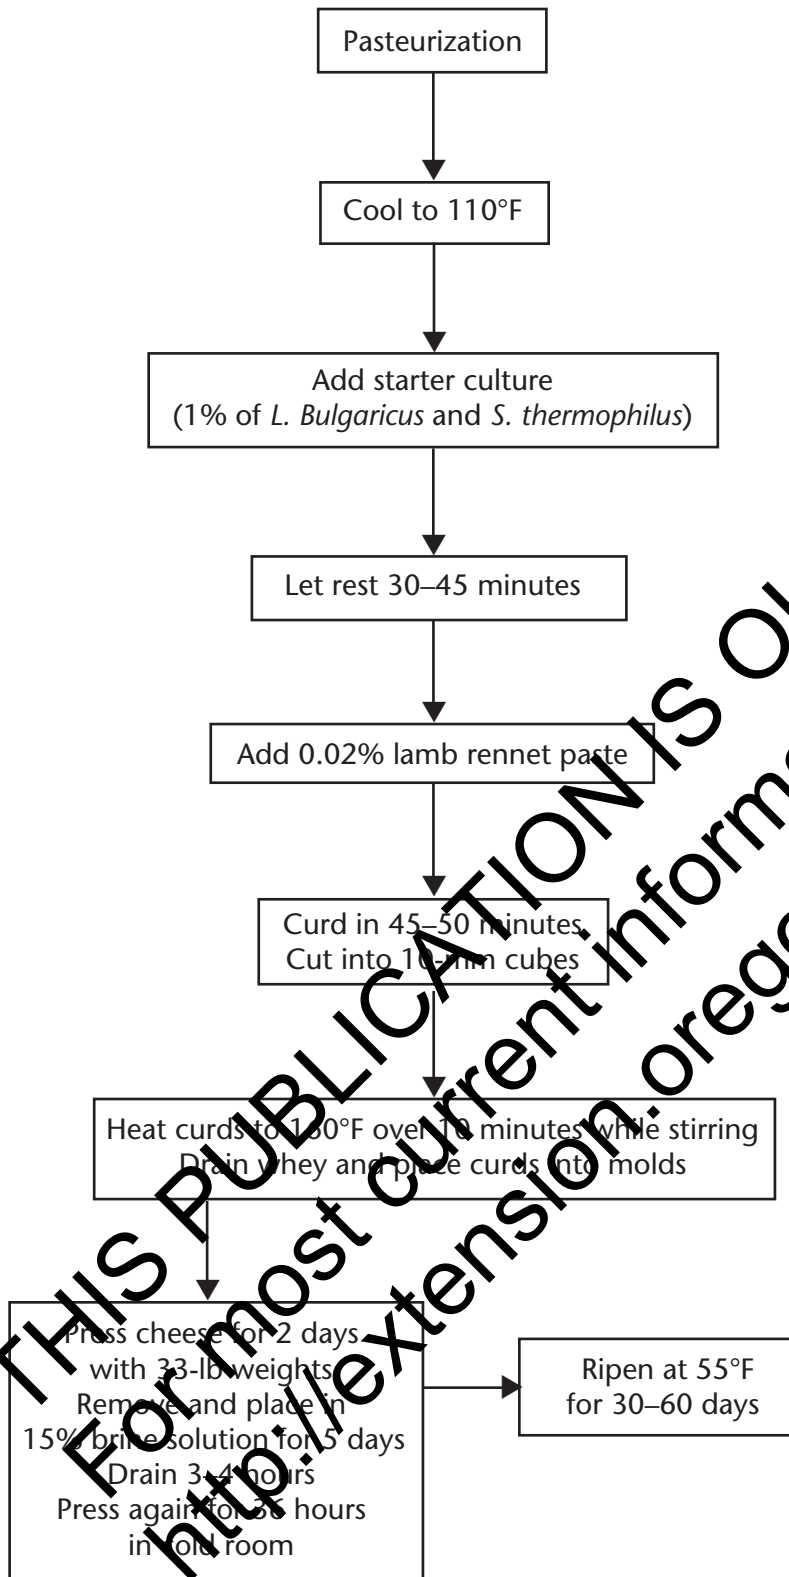 Pasteurization
Cool to 110°F
Add starter culture
(1% of L. Bulgaricus and S. thermophilus)
Let rest 30–45 minutes
Add 0.02% lamb rennet paste
Curd in 45–50 minutes
Cut into 10-mm cubes
Heat curds to °F over 10 minutes while stirring
Drain whey and place curds into molds
Press cheese for 2 days
with 33-lb weights
Remove and place in
15% brine solution for 5 days
Drain 3–4 hours
Press again for 36 hours
in cold room
Ripen at 55°F
for 30–60 days
THIS PUBLICATION IS
For most current
http://extension.